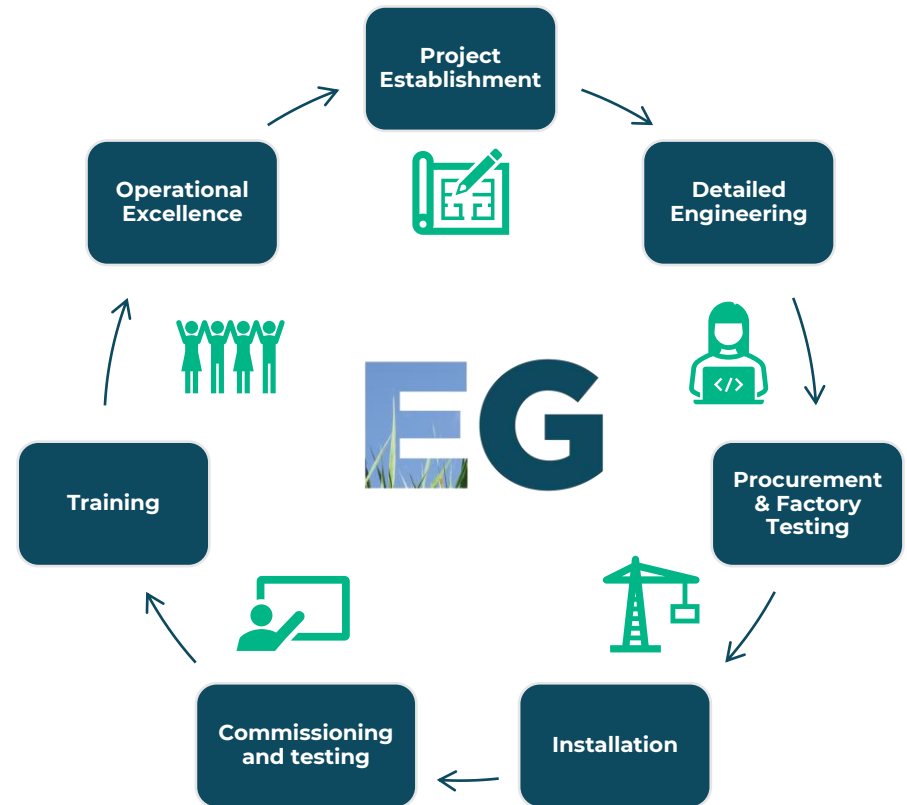 Project
Establishment
Detailed
Engineering
Procurement
& Factory
Testing
Installation
Commissioning
and testing
Training
Operational
Excellence
EG
</>